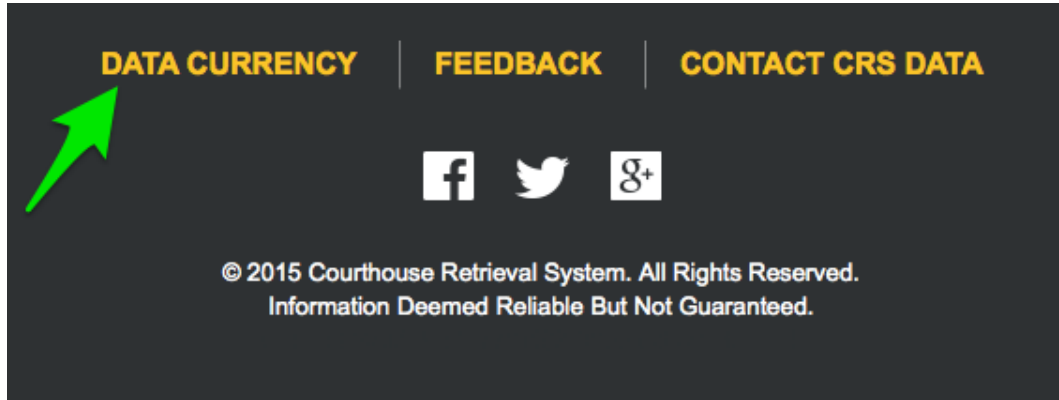 DATA CURRENCY FEEDBACK CONTACT CRS DATA
f g+
© 2015 Courthouse Retrieval System. All Rights Reserved.
Information Deemed Reliable But Not Guaranteed.